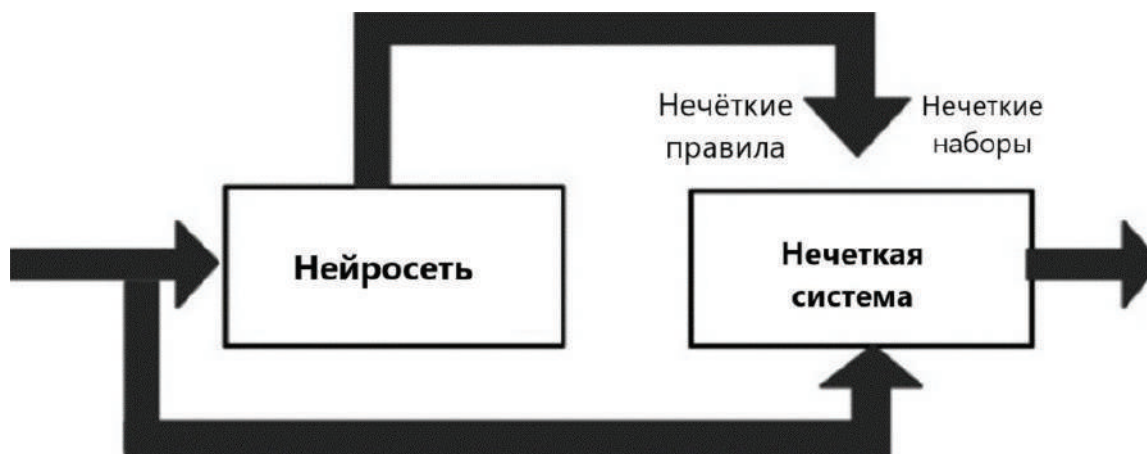 Нечёткие
правила
Нечеткие
наборы
Нейросеть
Нечеткая
система